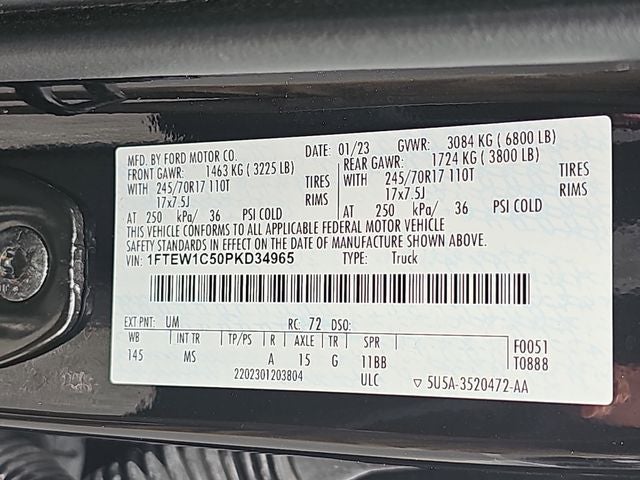 MFD. BY FORD MOTOR CO. DATE: 01/23 GVWR: 3084 KG ( 6800 LB)
FRONT GAWR: 1463 KG ( 3225 LB) REAR GAWR: 1724 KG ( 3800 LB)
WITH 245/70R17 110T TIRES WITH 245/70R17 110T TIRES
17x7.5J RIMS 17x7.5J RIMS
AT 250 kPa/ 36 PSI COLD AT 250 kPa/ 36 PSI COLD
THIS VEHICLE CONFORMS TO ALL APPLICABLE FEDERAL MOTOR VEHICLE
SAFETY STANDARDS IN EFFECT ON THE DATE OF MANUFACTURE SHOWN ABOVE.
VIN: 1FTEW1C50PKD34965 TYPE: Truck
EXT PNT: UM RC: 72 DSO:
WB INT TR TP/PS R AXLE TR SPR F0051
145 MS A 15 G 11BB T0888
2202301203804 ULC ▽ 5U5A-3520472-AA